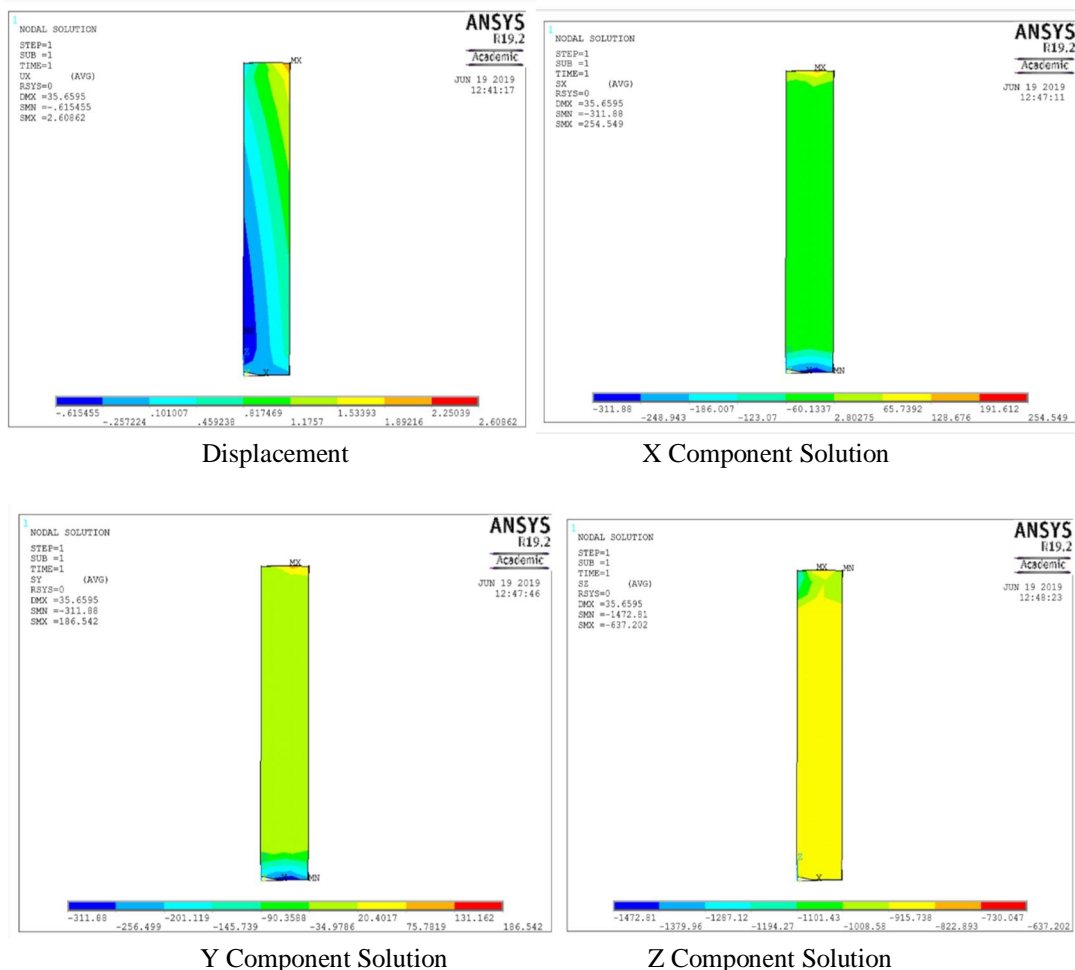 1
NODAL SOLUTION
STEP=1
SUB =1
TIME=1
UX (AVG)
RSYS=0
DMX =35.6595
SMN =-.615455
SMX =2.60862
ANSYS
R19.2
Academic
JUN 19 2019
12:41:17
MX
Z
X
-.615455 .101007 .817469 1.53393 2.25039
-.257224 .459238 1.1757 1.89216 2.60862
Displacement
1
NODAL SOLUTION
STEP=1
SUB =1
TIME=1
SX (AVG)
RSYS=0
DMX =35.6595
SMN =-311.88
SMX =254.549
ANSYS
R19.2
Academic
JUN 19 2019
12:47:11
MX
MN
-311.88 -186.007 -60.1337 65.7392 191.612
-248.943 -123.07 2.80275 128.676 254.549
X Component Solution
1
NODAL SOLUTION
STEP=1
SUB =1
TIME=1
SY (AVG)
RSYS=0
DMX =35.6595
SMN =-311.88
SMX =186.542
ANSYS
R19.2
Academic
JUN 19 2019
12:47:46
MX
MN
-311.88 -201.119 -90.3588 20.4017 131.162
-256.499 -145.739 -34.9786 75.7819 186.542
Y Component Solution
1
NODAL SOLUTION
STEP=1
SUB =1
TIME=1
SZ (AVG)
RSYS=0
DMX =35.6595
SMN =-1472.81
SMX =-637.202
ANSYS
R19.2
Academic
JUN 19 2019
12:48:23
MX MN
Z
X
-1472.81 -1287.12 -1101.43 -915.738 -730.047
-1379.96 -1194.27 -1008.58 -822.893 -637.202
Z Component Solution